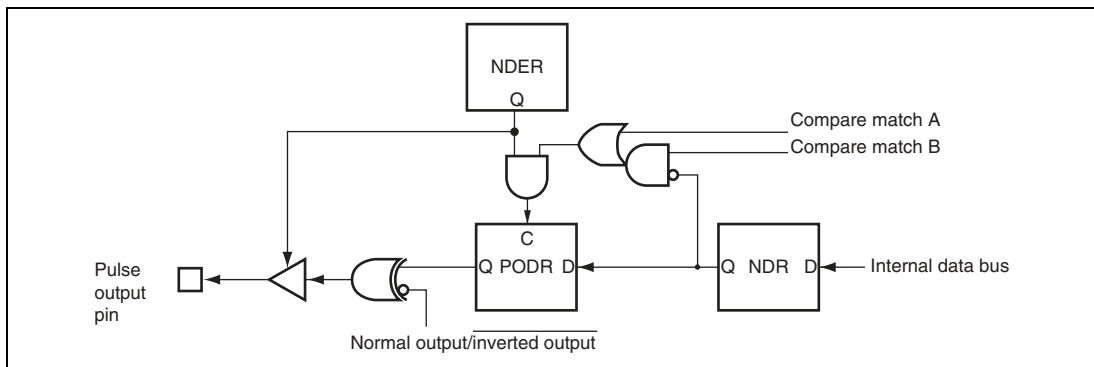 NDER
Q
Compare match A
Compare match B
C
Q PODR D
Q NDR D
Internal data bus
Pulse
output
pin
Normal output/inverted output